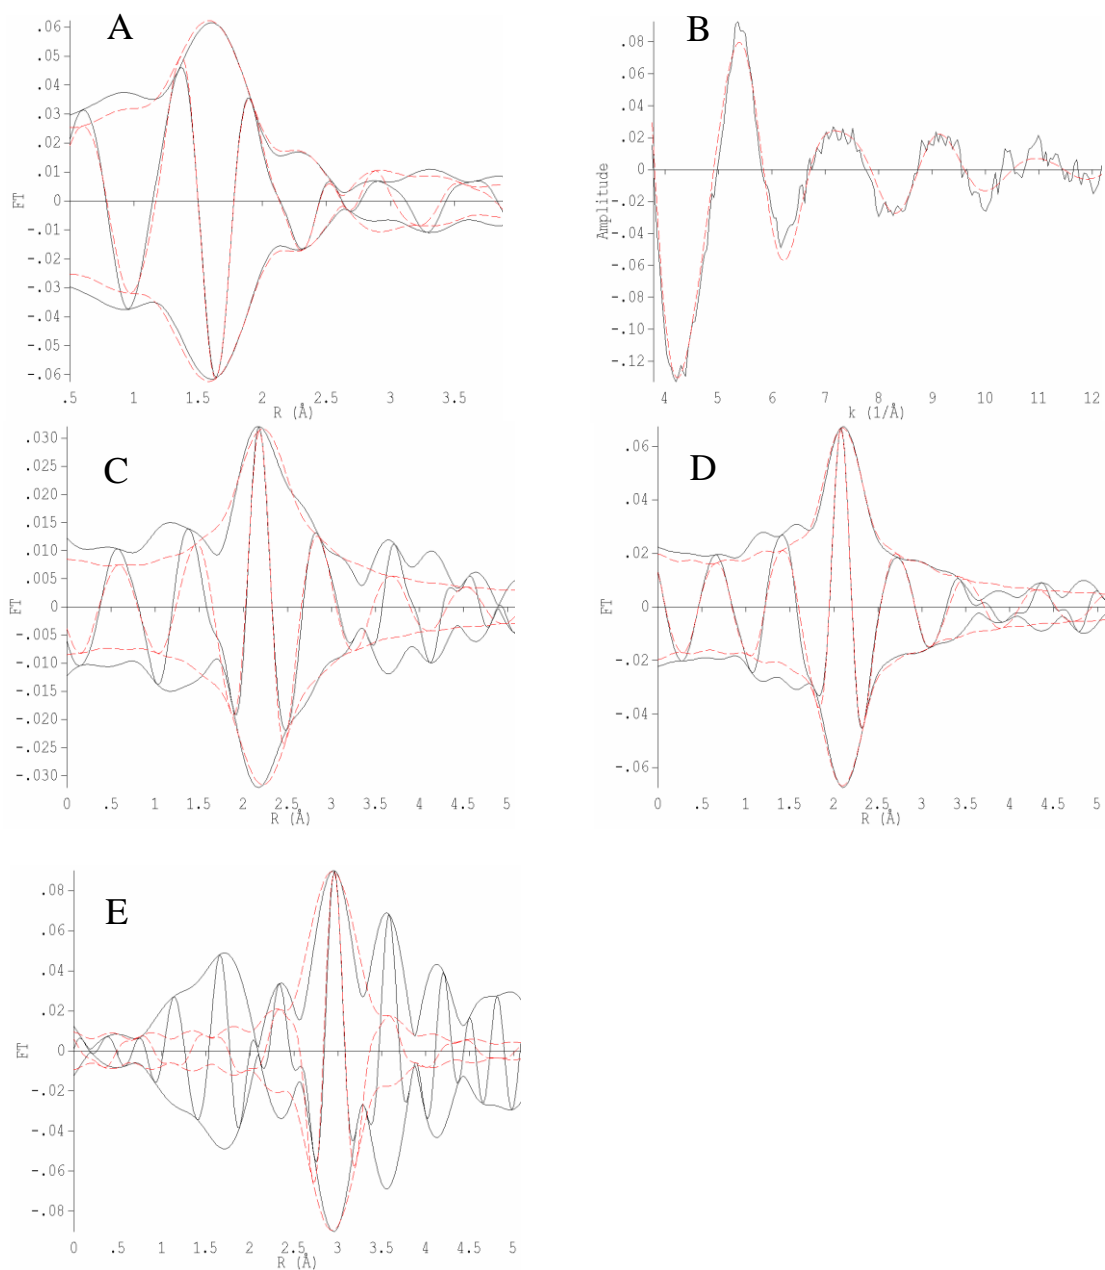 A
.06
.05
.04
.03
.02
.01
0
-.01
-.02
-.03
-.04
-.05
-.06
FT
.5 1 1.5 2 2.5 3 3.5
R (Å)
B
.08
.06
.04
.02
0
-.02
-.04
-.06
-.08
-.10
-.12
Amplitude
4 5 6 7 8 9 10 11 12
k (1/Å)
C
.030
.025
.020
.015
.010
.005
0
-.005
-.010
-.015
-.020
-.025
-.030
FT
0 .5 1 1.5 2 2.5 3 3.5 4 4.5 5
R (Å)
D
.06
.04
.02
0
-.02
-.04
-.06
FT
0 .5 1 1.5 2 2.5 3 3.5 4 4.5 5
R (Å)
E
.08
.06
.04
.02
0
-.02
-.04
-.06
-.08
FT
0 .5 1 1.5 2 2.5 3 3.5 4 4.5 5
R (Å)